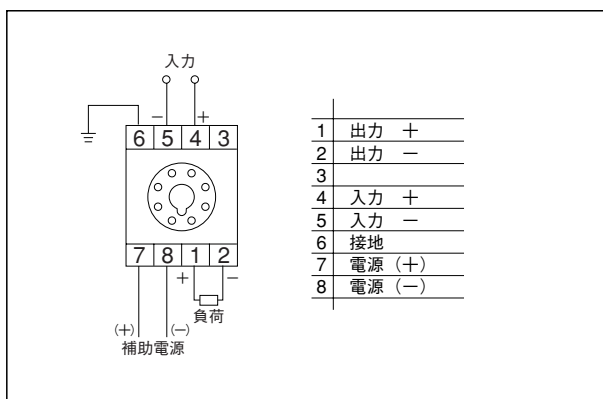 入力
－ ＋
6 5 4 3
7 8 1 2
＋ －
負荷
(＋) (－)
補助電源
1 出力 ＋
2 出力 －
3
4 入力 ＋
5 入力 －
6 接地
7 電源（＋）
8 電源（－）